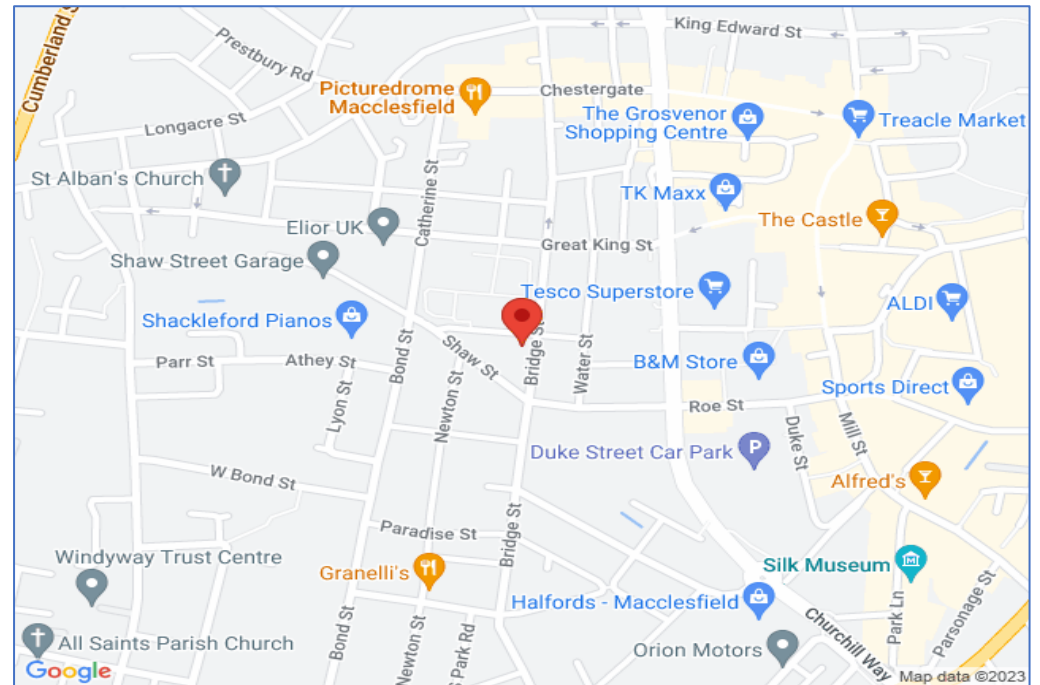 Cumberland S
Prestbury Rd
King Edward St
Picturedrome
Macclesfield
Chestergate
The Grosvenor
Shopping Centre
Treacle Market
Longacre St
St Alban's Church
Catherine St
TK Maxx
Elior UK
The Castle
Great King St
Shaw Street Garage
Tesco Superstore
ALDI
Shackleford Pianos
Bridge St
Shaw St
Water St
Bond St
Parr St
Athey St
B&M Store
Sports Direct
Lyon St
Newton St
Roe St
Duke St
Mill St
Duke Street Car Park
W Bond St
Alfred's
Paradise St
Bridge St
Windyway Trust Centre
Granelli's
Silk Museum
Halfords - Macclesfield
Park Ln
Parsonage St
Bond St
Newton St
S Park Rd
Churchill Way
All Saints Parish Church
Orion Motors
Google
Map data ©2023